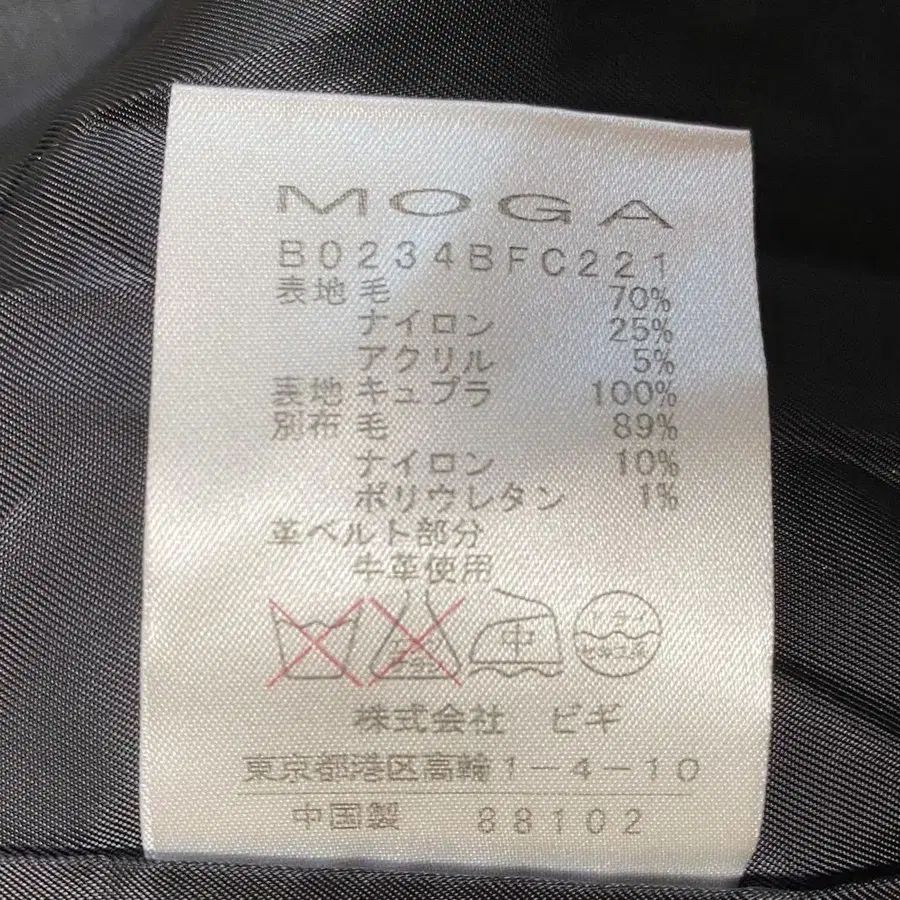 MOGA
B0234BFC221
表地 毛 70%
ナイロン 25%
アクリル 5%
表地 キュプラ 100%
別布 毛 89%
ナイロン 10%
ポリウレタン 1%
革ベルト部分
牛革使用
中 ドライ
株式会社 ビギ
東京都港区高輪1-4-10
中国製 88102